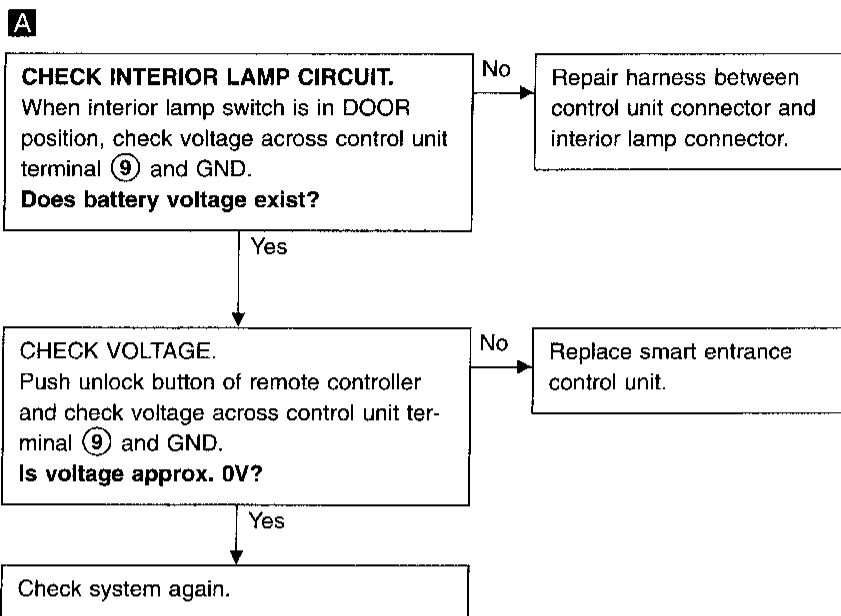 A
CHECK INTERIOR LAMP CIRCUIT.
When interior lamp switch is in DOOR
position, check voltage across control unit
terminal ⑨ and GND.
Does battery voltage exist?
No
Repair harness between
control unit connector and
interior lamp connector.
Yes
CHECK VOLTAGE.
Push unlock button of remote controller
and check voltage across control unit ter-
minal ⑨ and GND.
Is voltage approx. 0V?
No
Replace smart entrance
control unit.
Yes
Check system again.